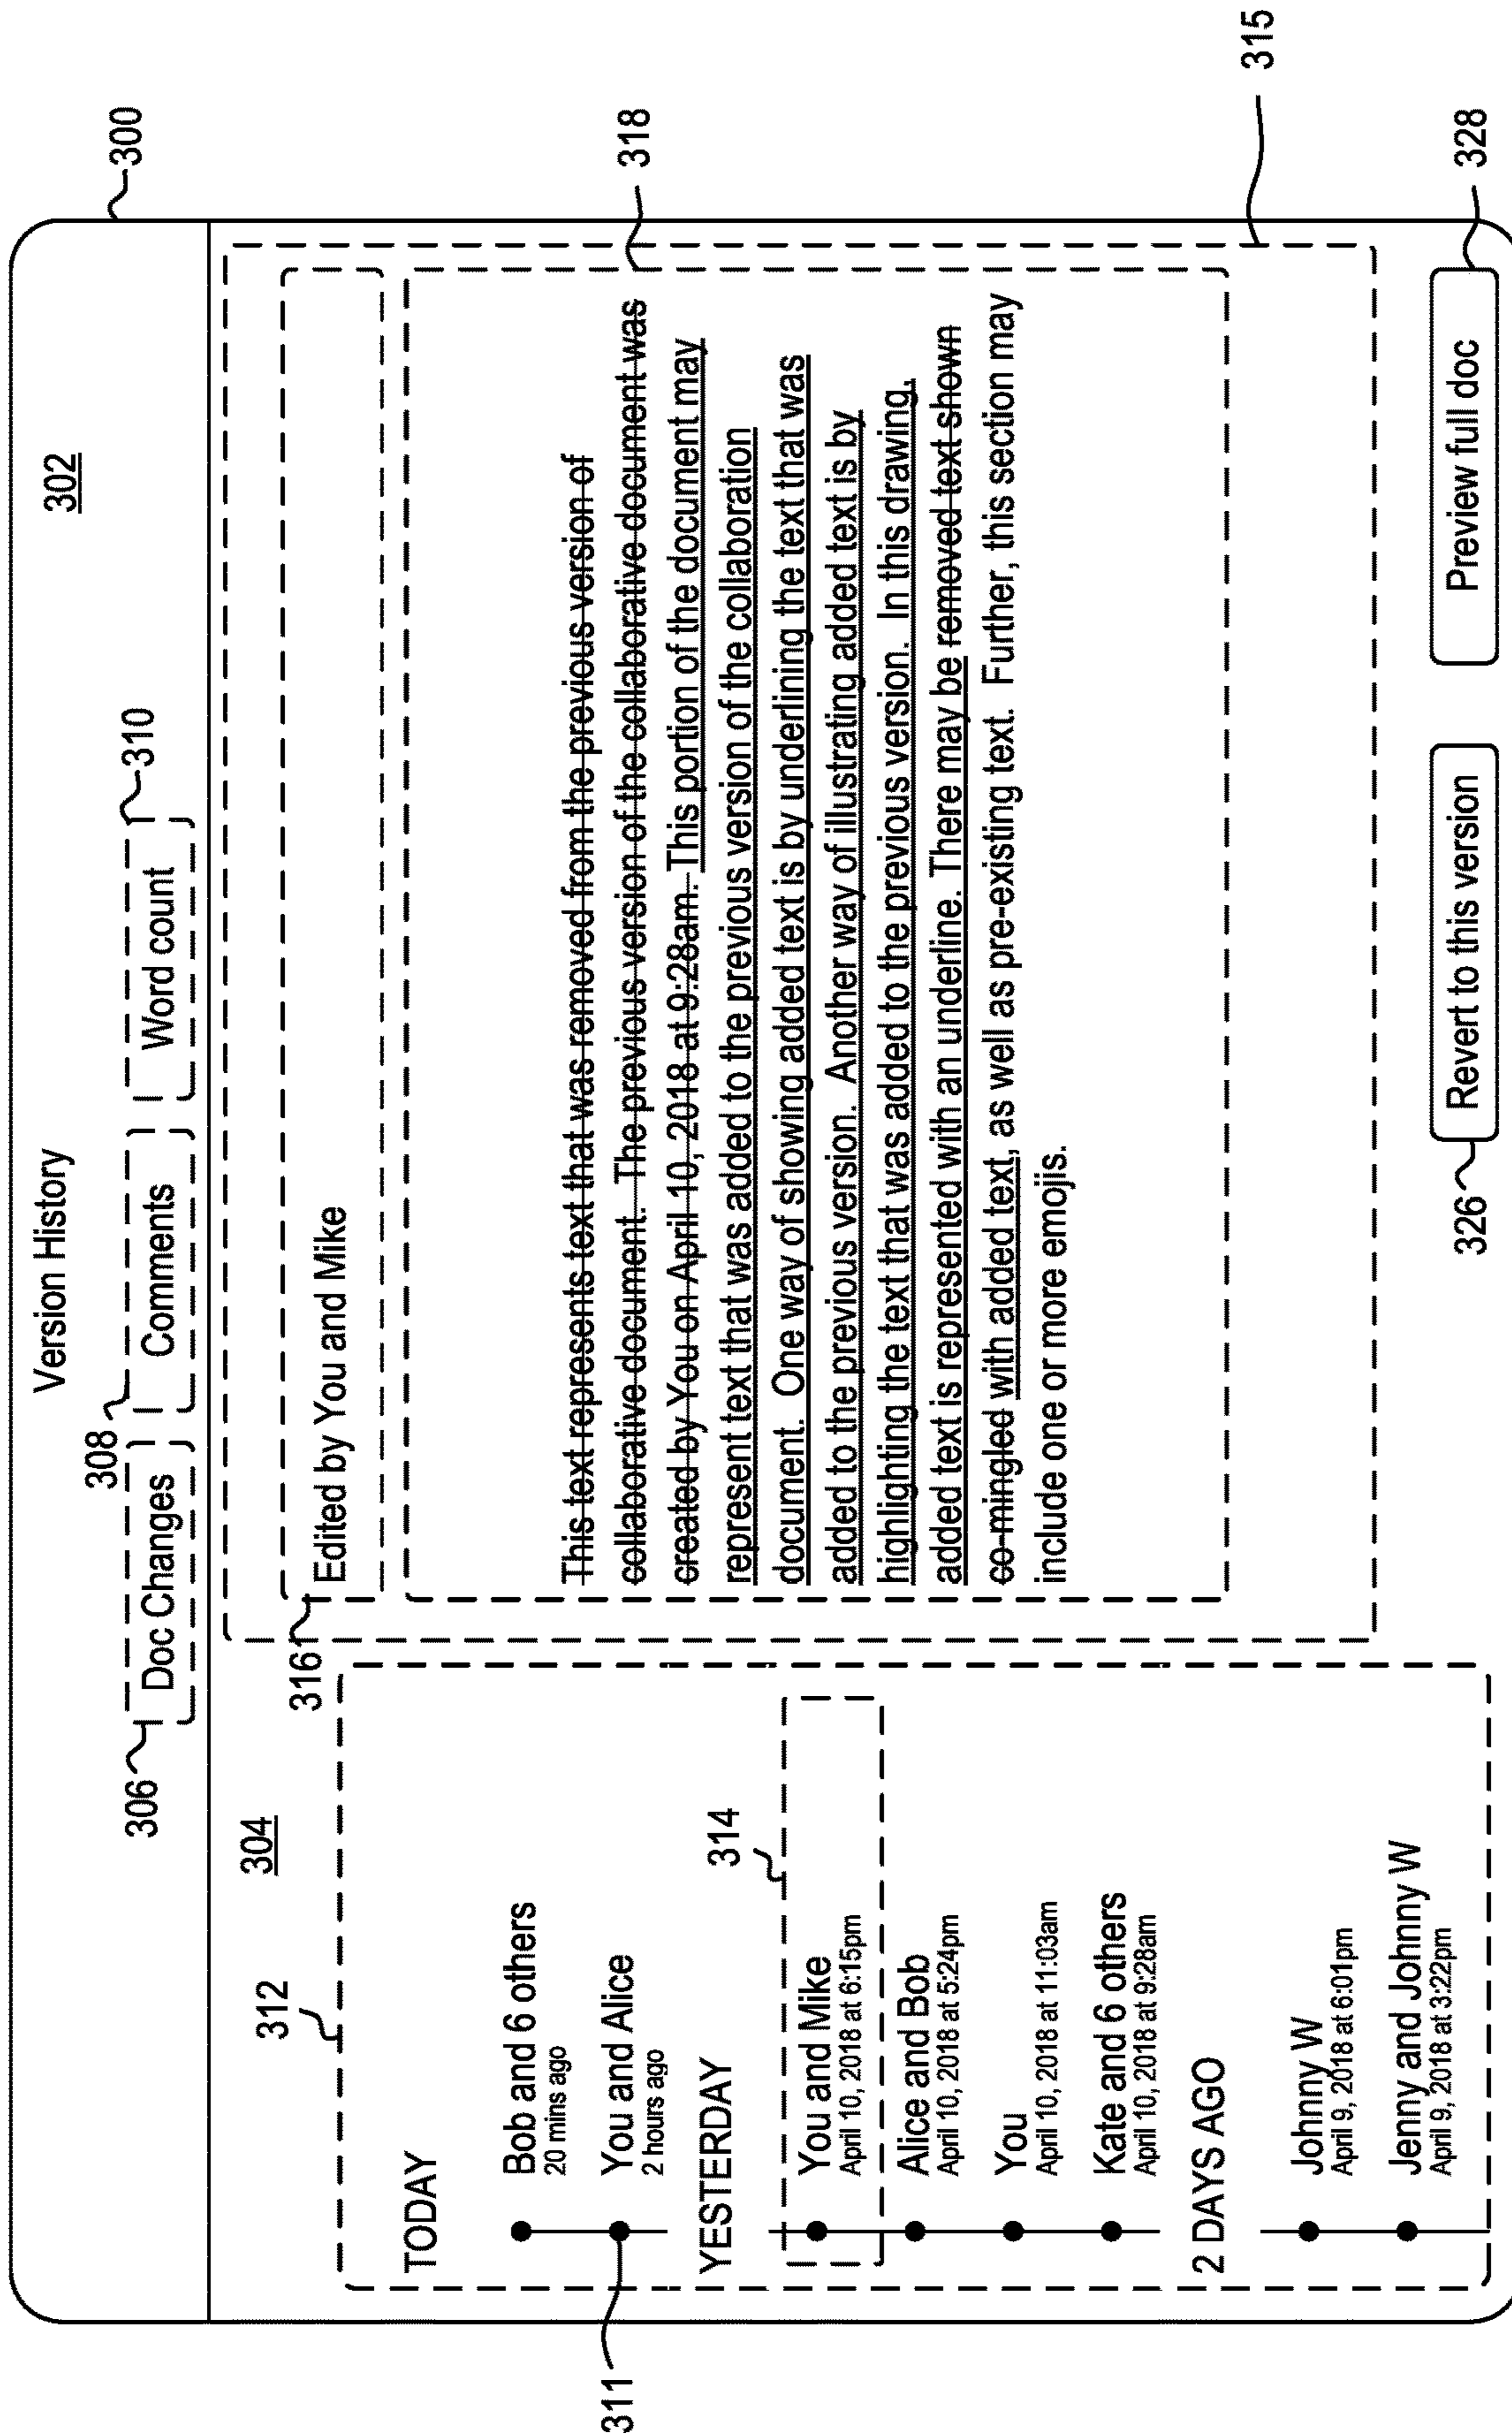 Version History
302
300
306
Doc Changes
308
Comments
Word count
310
304
312
TODAY
Bob and 6 others
20 mins ago
You and Alice
2 hours ago
311
YESTERDAY
314
You and Mike
April 10, 2018 at 6:15pm
Alice and Bob
April 10, 2018 at 5:24pm
You
April 10, 2018 at 11:03am
Kate and 6 others
April 10, 2018 at 9:28am
2 DAYS AGO
Johnny W
April 9, 2018 at 6:01pm
Jenny and Johnny W
April 9, 2018 at 3:22pm
316
Edited by You and Mike
318
This text represents text that was removed from the previous version of
collaborative document. The previous version of the collaborative document was
created by You on April 10, 2018 at 9:28am. This portion of the document may
represent text that was added to the previous version of the collaboration
document. One way of showing added text is by underlining the text that was
added to the previous version. Another way of illustrating added text is by
highlighting the text that was added to the previous version. In this drawing,
added text is represented with an underline. There may be removed text shown
co-mingled with added text, as well as pre-existing text. Further, this section may
include one or more emojis.
315
326
Revert to this version
Preview full doc
328